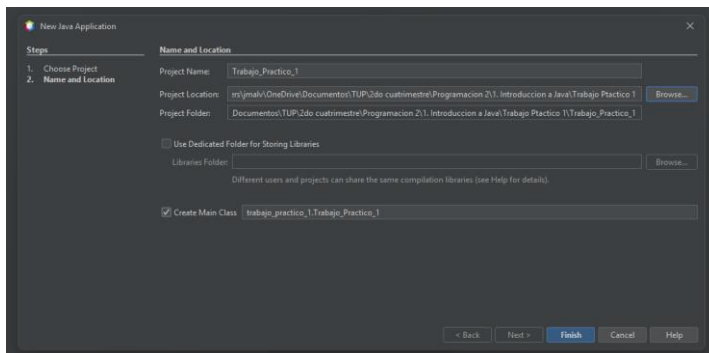 New Java Application
Steps
1. Choose Project
2. Name and Location
Name and Location
Project Name: Trabajo_Practico_1
Project Location: rs\jmalv\OneDrive\Documentos\TUP\2do cuatrimestre\Programacion 2\1. Introduccion a Java\Trabajo Ptactico 1 Browse...
Project Folder: Documentos\TUP\2do cuatrimestre\Programacion 2\1. Introduccion a Java\Trabajo Ptactico 1\Trabajo_Practico_1
Use Dedicated Folder for Storing Libraries
Libraries Folder: Browse...
Different users and projects can share the same compilation libraries (see Help for details).
Create Main Class trabajo_practico_1.Trabajo_Practico_1
< Back Next > Finish Cancel Help